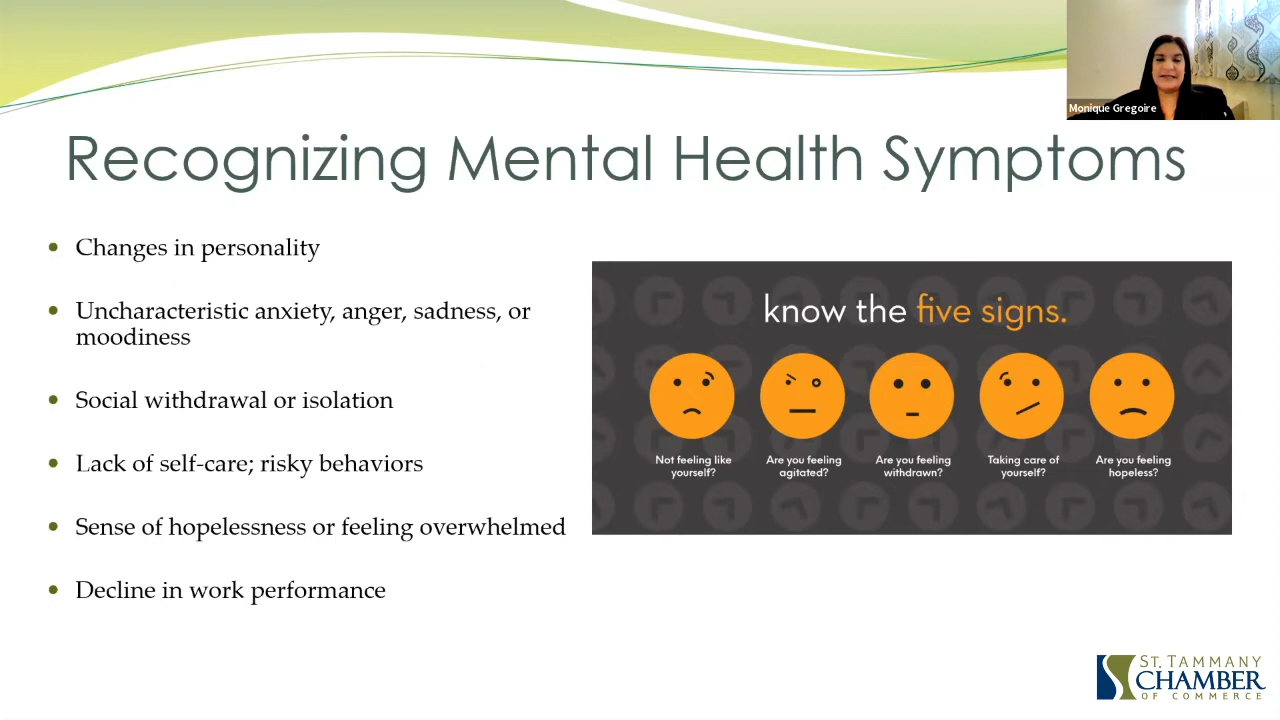 Monique Gregoire
Recognizing Mental Health Symptoms
• Changes in personality
• Uncharacteristic anxiety, anger, sadness, or
moodiness
• Social withdrawal or isolation
• Lack of self-care; risky behaviors
• Sense of hopelessness or feeling overwhelmed
• Decline in work performance
know the five signs.
Not feeling like
yourself?
Are you feeling
agitated?
Are you feeling
withdrawn?
Taking care of
yourself?
Are you feeling
hopeless?
ST. TAMMANY
CHAMBER
OF COMMERCE